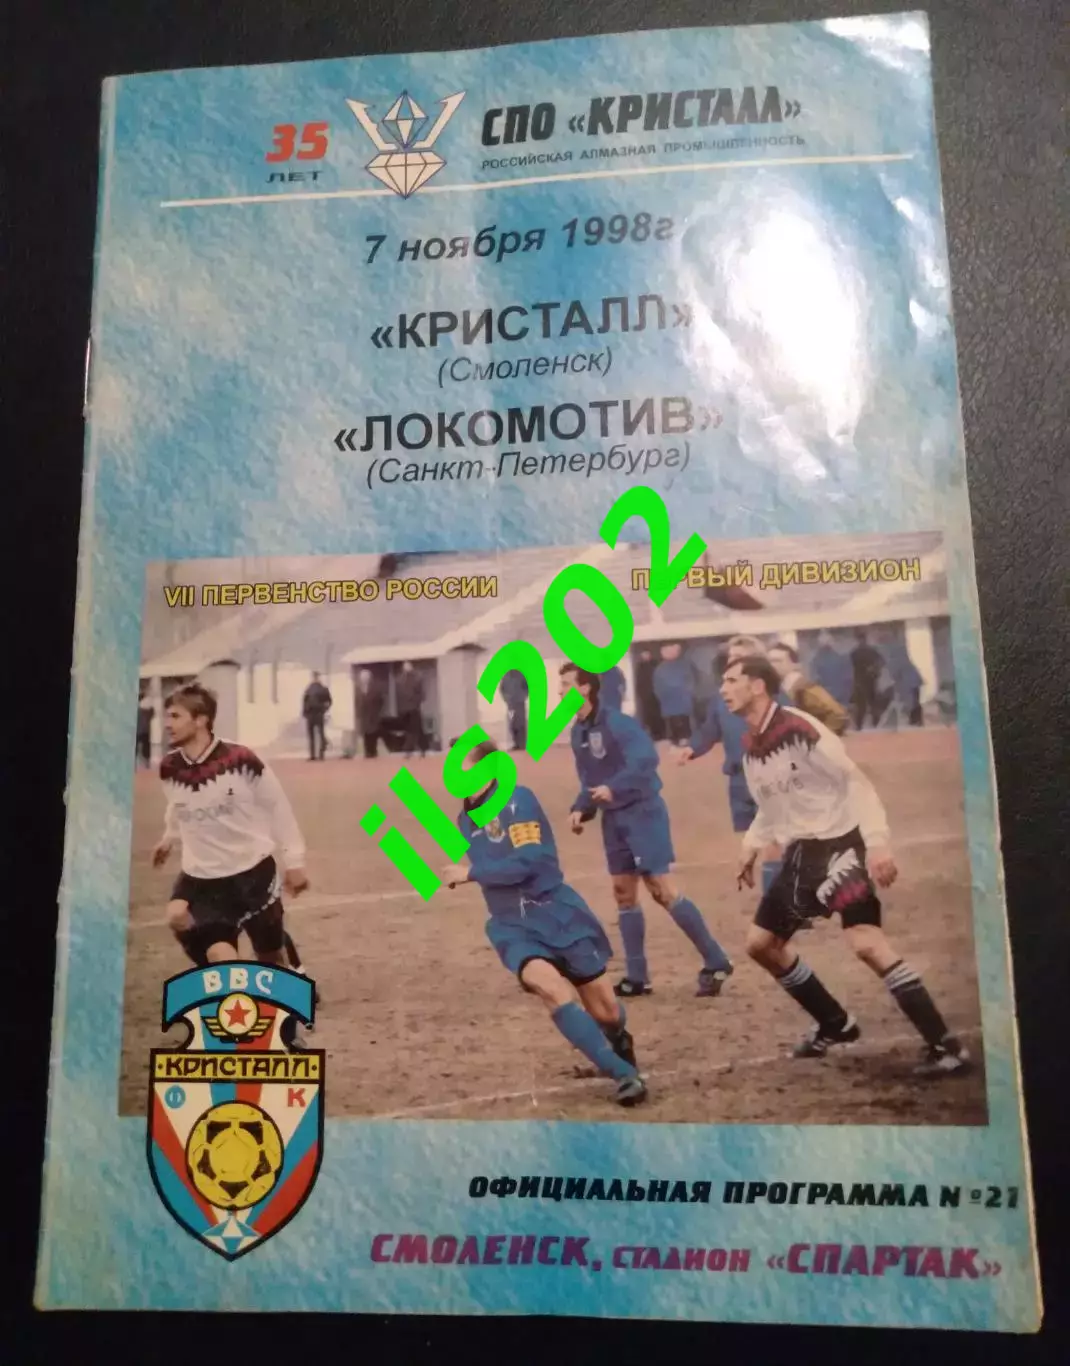 35
ЛЕТ
СПО «КРИСТАЛЛ»
РОССИЙСКАЯ АЛМАЗНАЯ ПРОМЫШЛЕННОСТЬ
7 ноября 1998г
«КРИСТАЛЛ»
(Смоленск)
«ЛОКОМОТИВ»
(Санкт-Петербург)
VII ПЕРВЕНСТВО РОССИИ ПЕРВЫЙ ДИВИЗИОН
ils202
ВВС
КРИСТАЛЛ
Ф К
ОФИЦИАЛЬНАЯ ПРОГРАММА №21
СМОЛЕНСК, СТАДИОН «СПАРТАК»